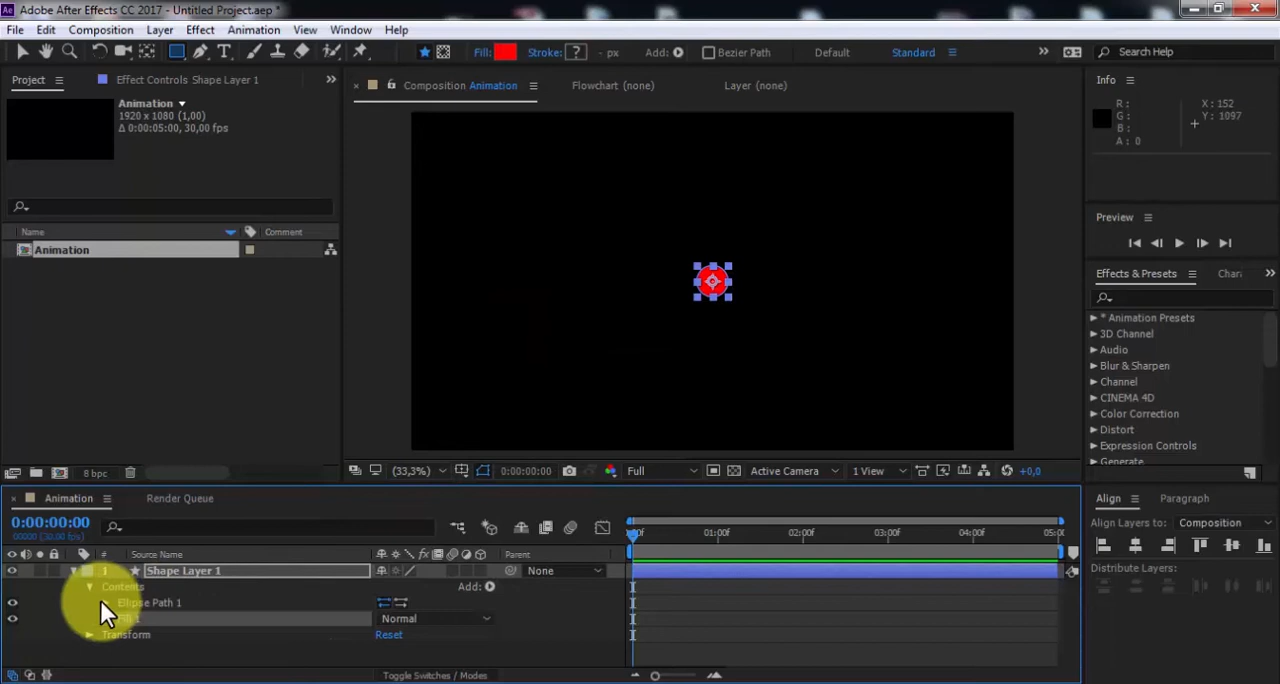 Adobe After Effects CC 2017 - Untitled Project.aep *
File Edit Composition Layer Effect Animation View Window Help
Fill: Stroke: ? - px Add: Bezier Path Default Standard Search Help
Project Effect Controls Shape Layer 1
Composition Animation Flowchart (none) Layer (none)
Info
Animation
1920 x 1080 (1,00)
Δ 0:00:05:00, 30,00 fps
R :
G :
B :
A : 0
X : 152
Y : 1097
Preview
Name Comment
Animation
Effects & Presets
* Animation Presets
3D Channel
Audio
Blur & Sharpen
Channel
CINEMA 4D
Color Correction
Distort
Expression Controls
Generate
8 bpc
(33,3%) 0:00:00:00 Full Active Camera 1 View +0,0
Animation Render Queue
0:00:00:00
00000 (30.00 fps)
01:00f 02:00f 03:00f 04:00f
# Source Name Parent
1 Shape Layer 1 None
Contents Add:
Ellipse Path 1
Fill 1 Normal
Transform Reset
Toggle Switches / Modes
Align Paragraph
Align Layers to: Composition
Distribute Layers: